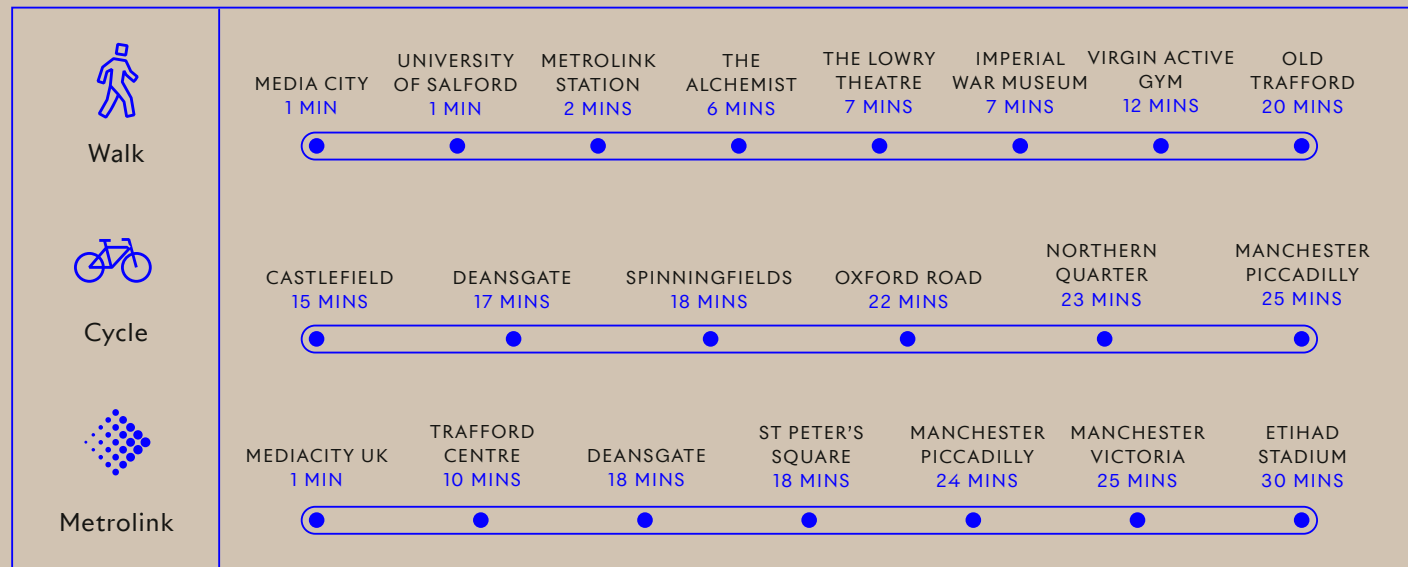 MEDIA CITY
1 MIN
UNIVERSITY
OF SALFORD
1 MIN
METROLINK
STATION
2 MINS
THE
ALCHEMIST
6 MINS
THE LOWRY
THEATRE
7 MINS
IMPERIAL
WAR MUSEUM
7 MINS
VIRGIN ACTIVE
GYM
12 MINS
OLD
TRAFFORD
20 MINS
Walk
CASTLEFIELD
15 MINS
DEANSGATE
17 MINS
SPINNINGFIELDS
18 MINS
OXFORD ROAD
22 MINS
NORTHERN
QUARTER
23 MINS
MANCHESTER
PICCADILLY
25 MINS
Cycle
MEDIACITY UK
1 MIN
TRAFFORD
CENTRE
10 MINS
DEANSGATE
18 MINS
ST PETER'S
SQUARE
18 MINS
MANCHESTER
PICCADILLY
24 MINS
MANCHESTER
VICTORIA
25 MINS
ETIHAD
STADIUM
30 MINS
Metrolink